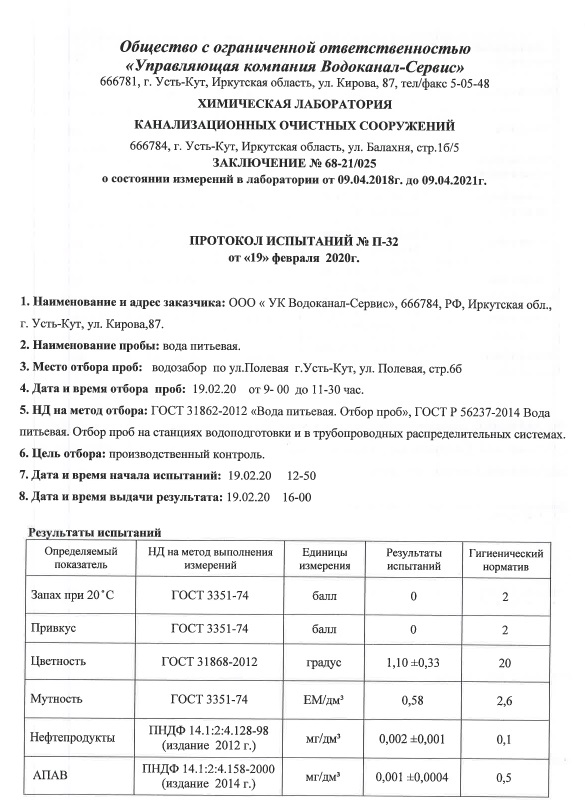 Общество с ограниченной ответственностью
«Управляющая компания Водоканал-Сервис»
666781, г. Усть-Кут, Иркутская область, ул. Кирова, 87, тел/факс 5-05-48
ХИМИЧЕСКАЯ ЛАБОРАТОРИЯ
КАНАЛИЗАЦИОННЫХ ОЧИСТНЫХ СООРУЖЕНИЙ
666784, г. Усть-Кут, Иркутская область, ул. Балахня, стр.1б/5
ЗАКЛЮЧЕНИЕ № 68-21/025
о состоянии измерений в лаборатории от 09.04.2018г. до 09.04.2021г.
ПРОТОКОЛ ИСПЫТАНИЙ № П-32
от «19» февраля 2020г.
1. Наименование и адрес заказчика: ООО « УК Водоканал-Сервис», 666784, РФ, Иркутская обл.,
г. Усть-Кут, ул. Кирова,87.
2. Наименование пробы: вода питьевая.
3. Место отбора проб: водозабор по ул.Полевая г.Усть-Кут, ул. Полевая, стр.6б
4. Дата и время отбора проб: 19.02.20 от 9- 00 до 11-30 час.
5. НД на метод отбора: ГОСТ 31862-2012 «Вода питьевая. Отбор проб», ГОСТ Р 56237-2014 Вода
питьевая. Отбор проб на станциях водоподготовки и в трубопроводных распределительных системах.
6. Цель отбора: производственный контроль.
7. Дата и время начала испытаний: 19.02.20 12-50
8. Дата и время выдачи результата: 19.02.20 16-00
Результаты испытаний
Определяемый показатель НД на метод выполнения измерений Единицы измерения Результаты испытаний Гигиенический норматив
Запах при 20˚С ГОСТ 3351-74 балл 0 2
Привкус ГОСТ 3351-74 балл 0 2
Цветность ГОСТ 31868-2012 градус 1,10 ±0,33 20
Мутность ГОСТ 3351-74 ЕМ/дм³ 0,58 2,6
Нефтепродукты ПНДФ 14.1:2:4.128-98 (издание 2012 г.) мг/дм³ 0,002 ±0,001 0,1
АПАВ ПНДФ 14.1:2:4.158-2000 (издание 2014 г.) мг/дм³ 0,001 ±0,0004 0,5